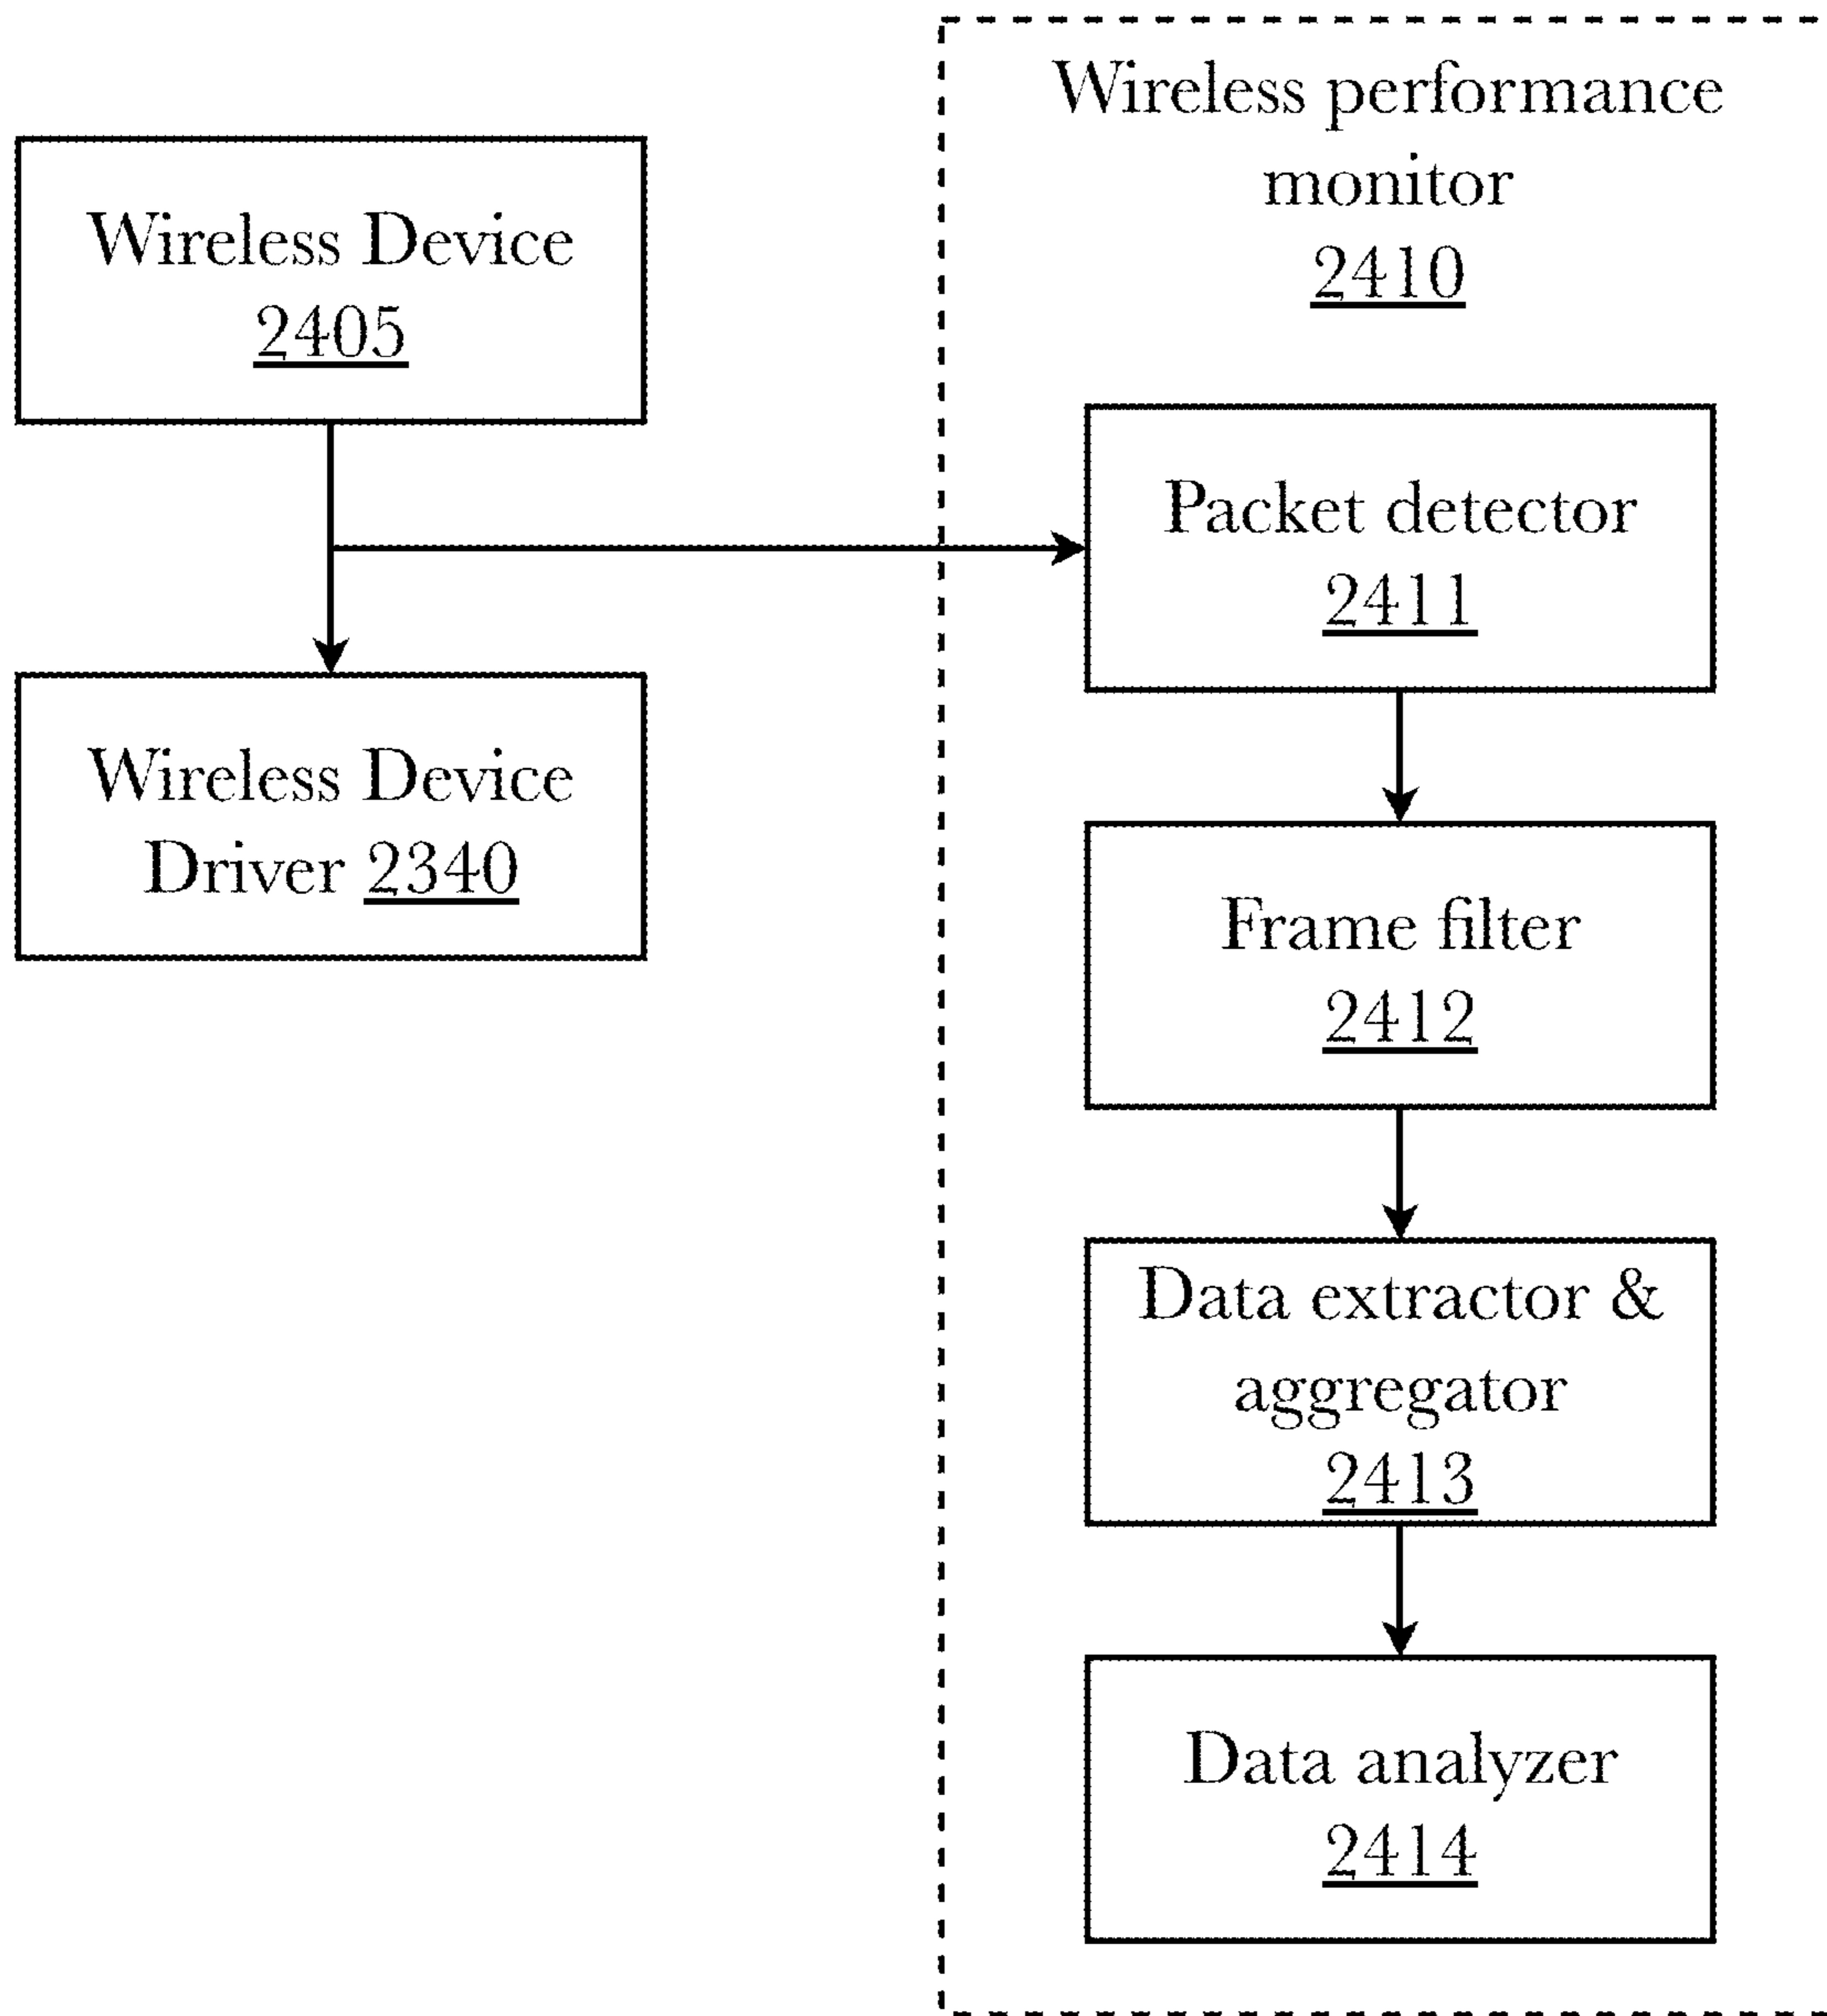 Wireless Device
2405
Wireless Device
Driver 2340
Wireless performance
monitor
2410
Packet detector
2411
Frame filter
2412
Data extractor &
aggregator
2413
Data analyzer
2414